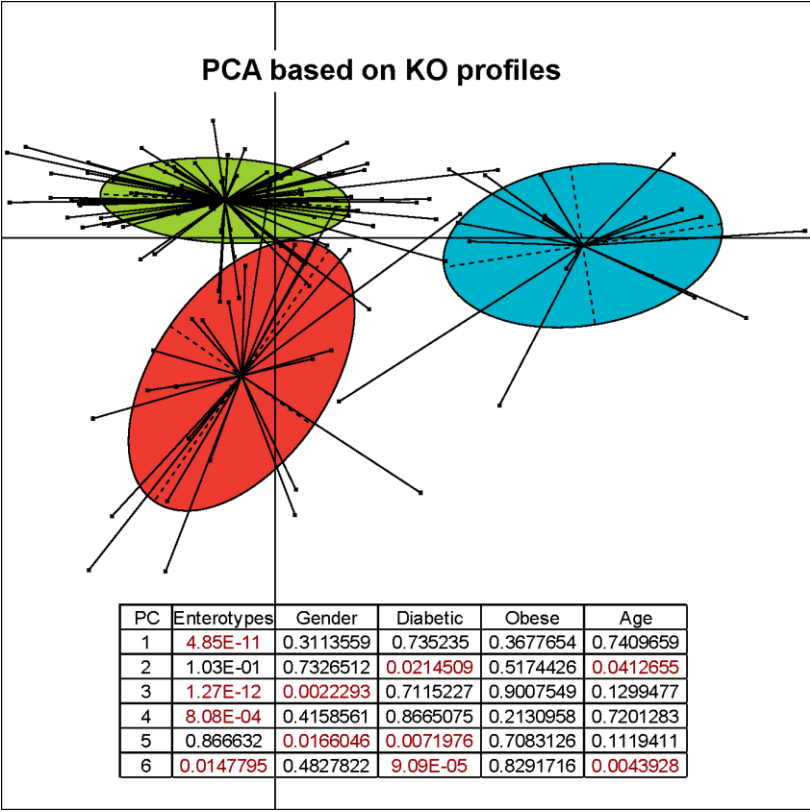 PCA based on KO profiles
PC Enterotypes Gender Diabetic Obese Age
1 4.85E-11 0.3113559 0.735235 0.3677654 0.7409659
2 1.03E-01 0.7326512 0.0214509 0.5174426 0.0412655
3 1.27E-12 0.0022293 0.7115227 0.9007549 0.1299477
4 8.08E-04 0.4158561 0.8665075 0.2130958 0.7201283
5 0.866632 0.0166046 0.0071976 0.7083126 0.1119411
6 0.0147795 0.4827822 9.09E-05 0.8291716 0.0043928